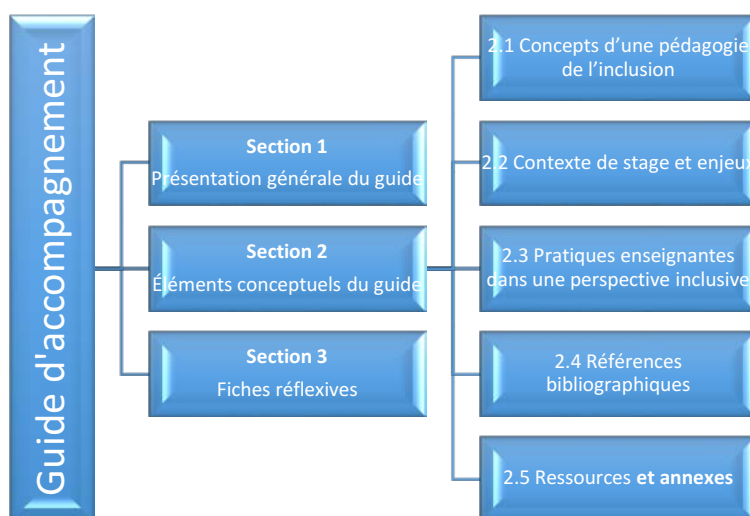 Guide d'accompagnement
Section 1
Présentation générale du guide
Section 2
Éléments conceptuels du guide
Section 3
Fiches réflexives
2.1 Concepts d’une pédagogie
de l’inclusion
2.2 Contexte de stage et enjeux
2.3 Pratiques enseignantes
dans une perspective inclusive
2.4 Références
bibliographiques
2.5 Ressources et annexes